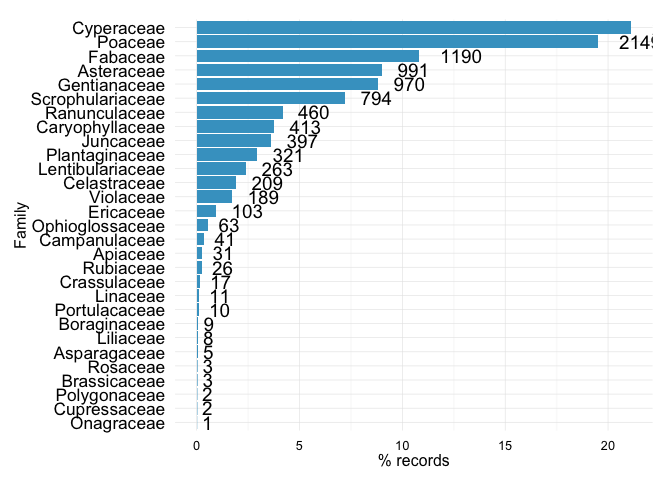 Cyperaceae
Poaceae 2149
Fabaceae 1190
Asteraceae 991
Gentianaceae 970
Scrophulariaceae 794
Ranunculaceae 460
Caryophyllaceae 413
Juncaceae 397
Plantaginaceae 321
Lentibulariaceae 263
Celastraceae 209
Violaceae 189
Ericaceae 103
Ophioglossaceae 63
Campanulaceae 41
Apiaceae 31
Rubiaceae 26
Crassulaceae 17
Linaceae 11
Portulacaceae 10
Boraginaceae 9
Liliaceae 8
Asparagaceae 5
Rosaceae 3
Brassicaceae 3
Polygonaceae 2
Cupressaceae 2
Onagraceae 1
Family
0 5 10 15 20
% records